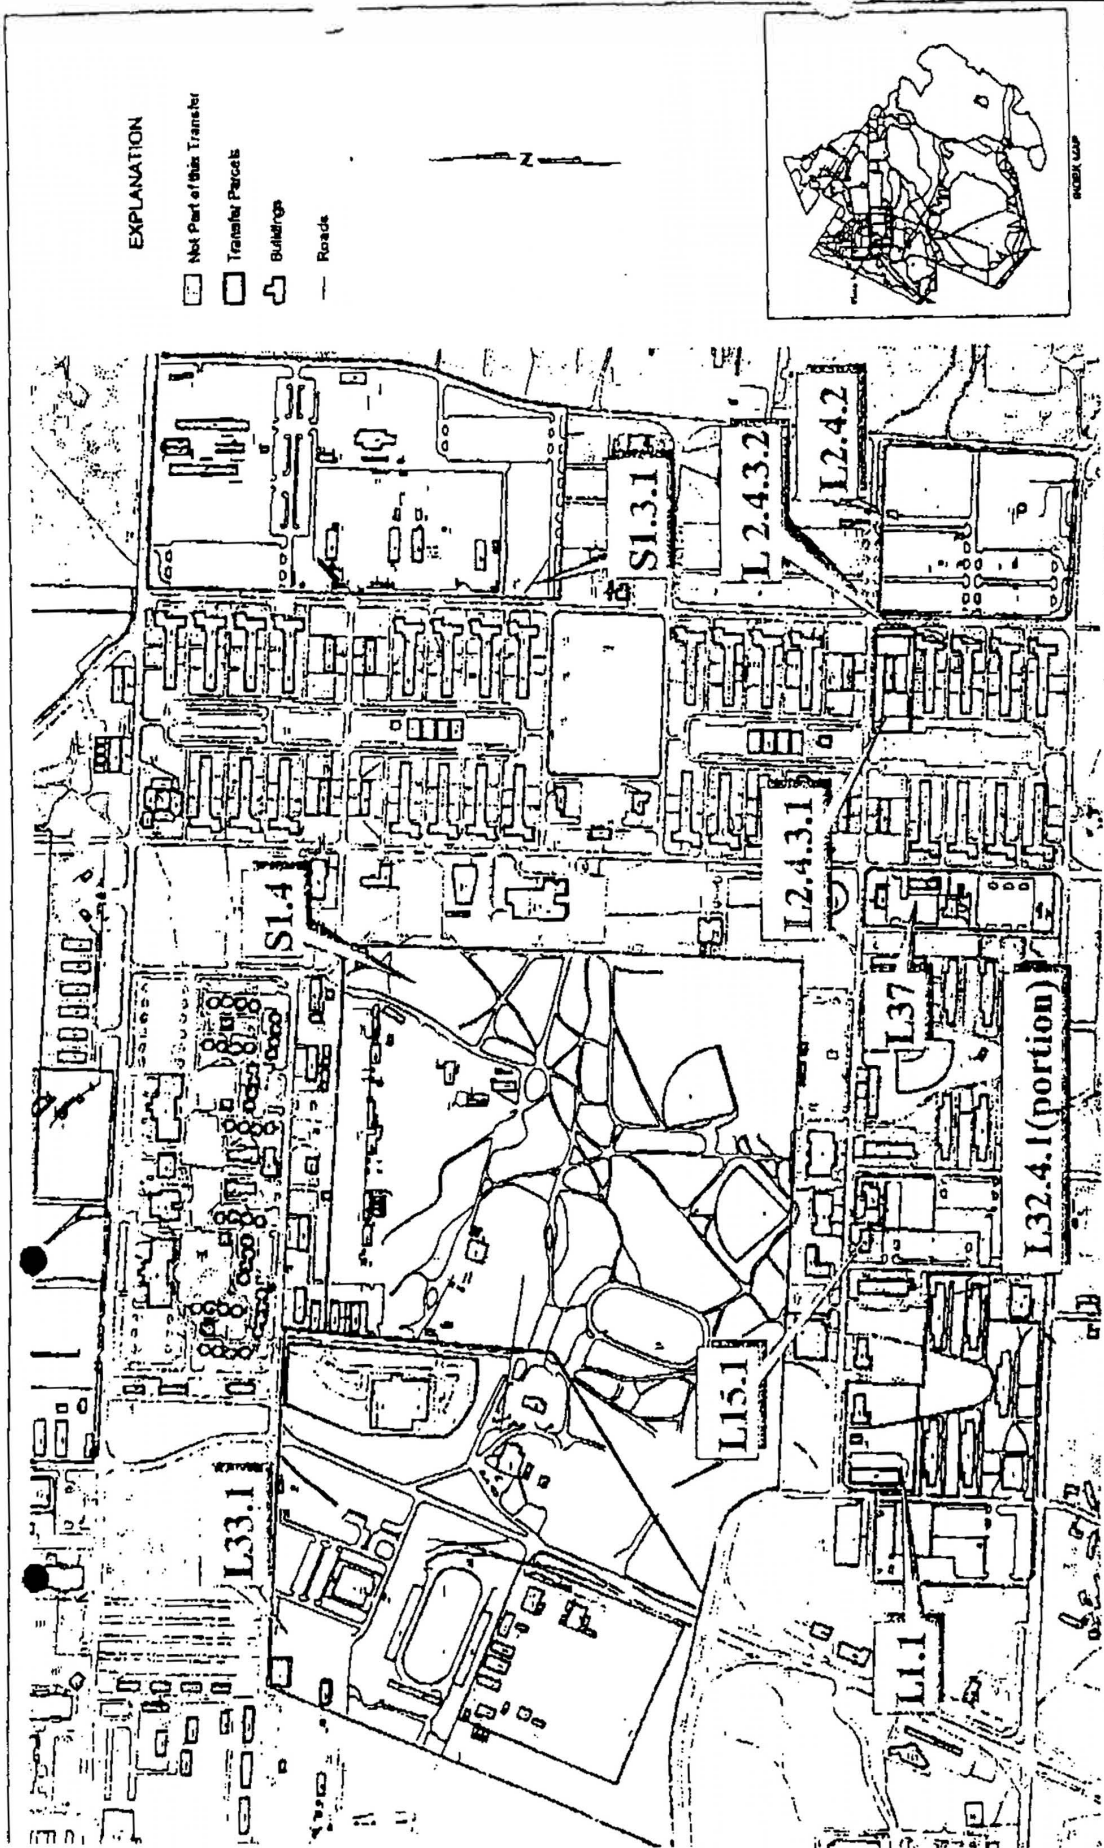 EXPLANATION
Not Part of this Transfer
Transfer Parcels
Buildings
Roads
N
INDEX MAP
S1.3.1
L 2.4.3.2
L2.4.2
S1.4
L2.4.3.1
L37
L32.4.1(portion)
L33.1
L15.1
L1.1